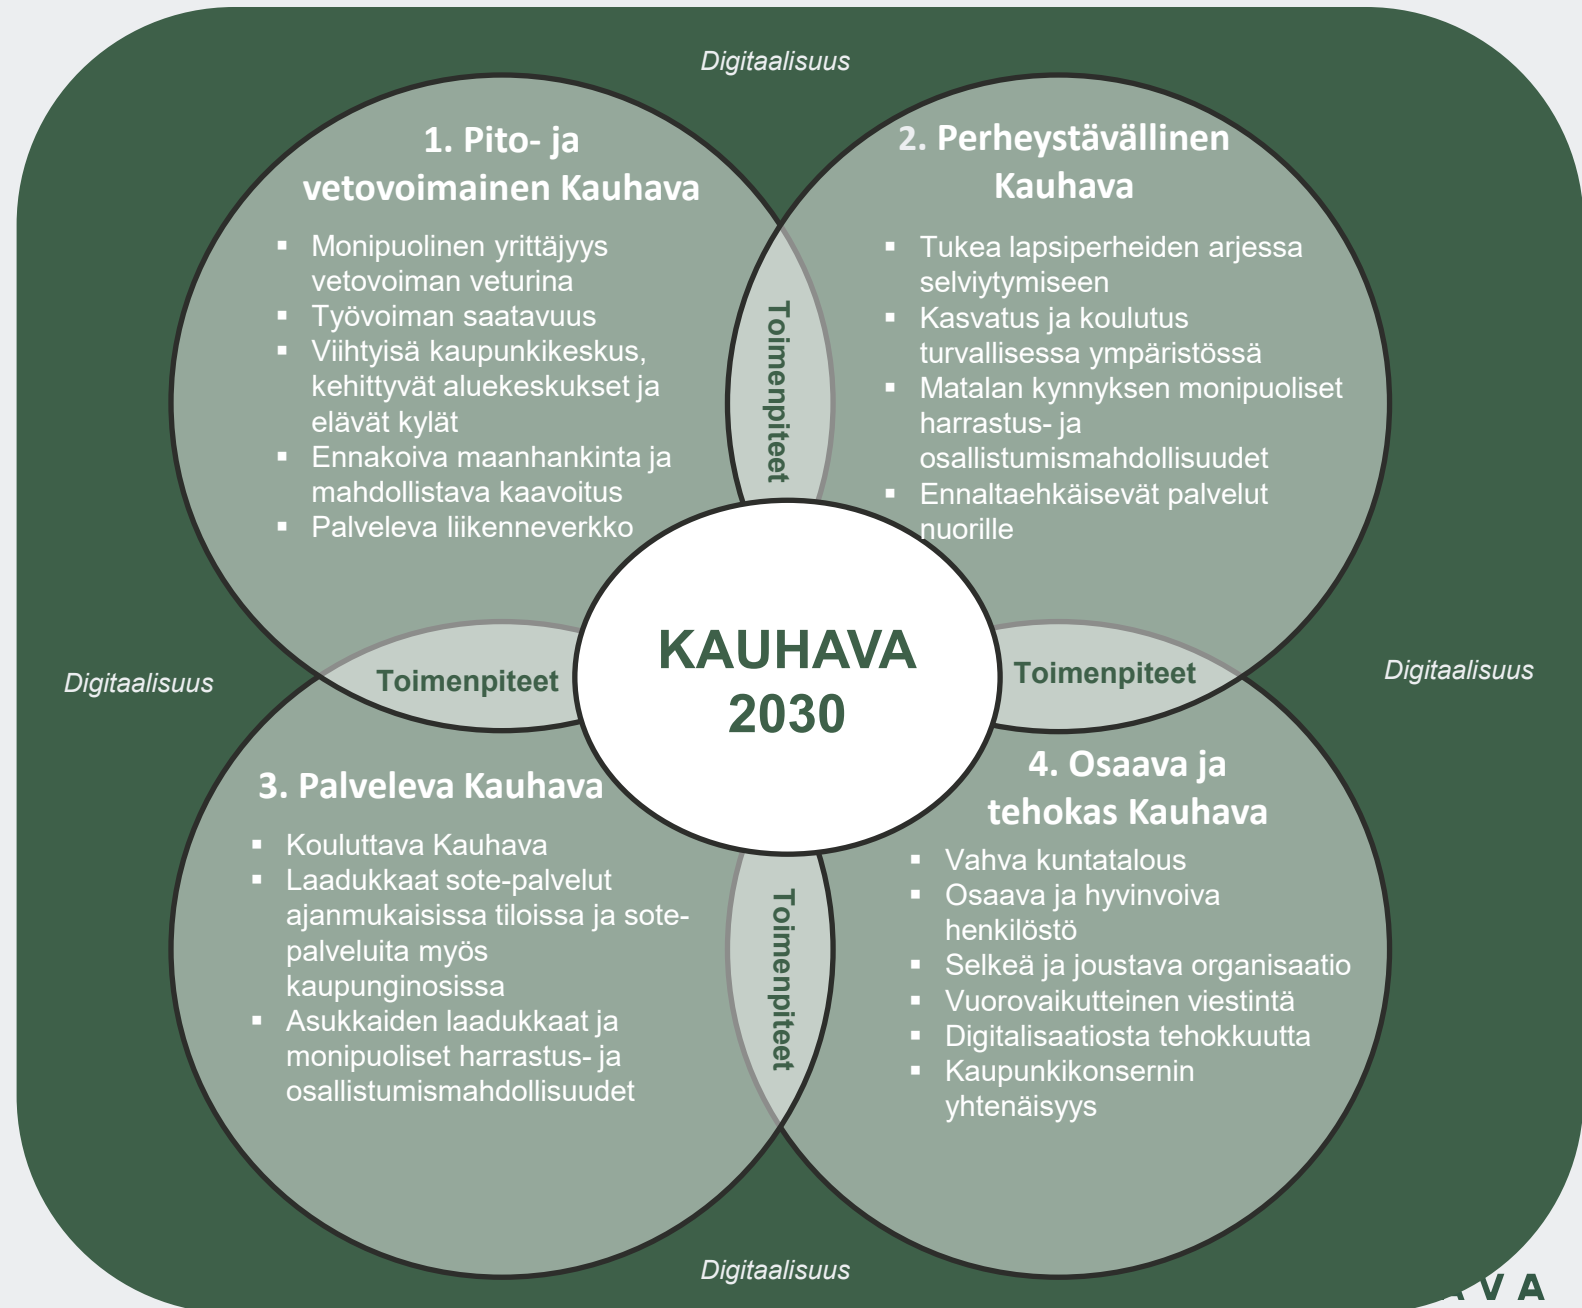 Digitaalisuus
1. Pito- ja
vetovoimainen Kauhava
▪ Monipuolinen yrittäjyys
vetovoiman veturina
▪ Työvoiman saatavuus
▪ Viihtyisä kaupunkikeskus,
kehittyvät aluekeskukset ja
elävät kylät
▪ Ennakoiva maanhankinta ja
mahdollistava kaavoitus
▪ Palveleva liikenneverkko
Toimenpiteet
2. Perheystävällinen
Kauhava
▪ Tukea lapsiperheiden arjessa
selviytymiseen
▪ Kasvatus ja koulutus
turvallisessa ympäristössä
▪ Matalan kynnyksen monipuoliset
harrastus- ja
osallistumismahdollisuudet
▪ Ennaltaehkäisevät palvelut
nuorille
Digitaalisuus
Toimenpiteet
KAUHAVA
2030
Toimenpiteet
Digitaalisuus
3. Palveleva Kauhava
▪ Kouluttava Kauhava
▪ Laadukkaat sote-palvelut
ajanmukaisissa tiloissa ja sote-
palveluita myös
kaupunginosissa
▪ Asukkaiden laadukkaat ja
monipuoliset harrastus- ja
osallistumismahdollisuudet
Toimenpiteet
4. Osaava ja
tehokas Kauhava
▪ Vahva kuntatalous
▪ Osaava ja hyvinvoiva
henkilöstö
▪ Selkeä ja joustava organisaatio
▪ Vuorovaikutteinen viestintä
▪ Digitalisaatiosta tehokkuutta
▪ Kaupunkikonsernin
yhtenäisyys
Digitaalisuus